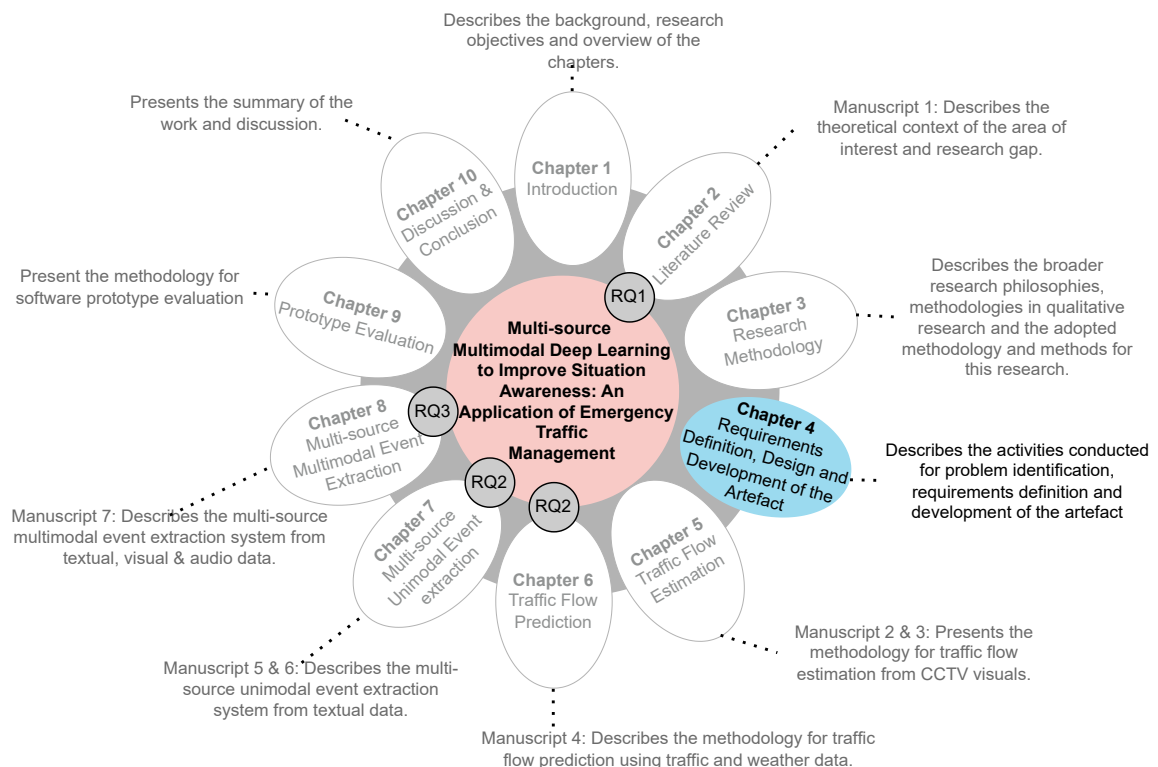 Describes the background, research
objectives and overview of the
chapters.
Presents the summary of the
work and discussion.
Manuscript 1: Describes the
theoretical context of the area of
interest and research gap.
Chapter 1
Introduction
Chapter 10
Discussion &
Conclusion
Chapter 2
Literature Review
Present the methodology for
software prototype evaluation
Chapter 9
Prototype Evaluation
RQ1
Chapter 3
Research
Methodology
Describes the broader
research philosophies,
methodologies in qualitative
research and the adopted
methodology and methods for
this research.
Multi-source
Multimodal Deep Learning
to Improve Situation
Awareness: An
Application of Emergency
Traffic
Management
Chapter 8
Multi-source
Multimodal Event
Extraction
RQ3
Chapter 4
Requirements
Definition, Design and
Development of the
Artefact
Describes the activities conducted
for problem identification,
requirements definition and
development of the artefact
Manuscript 7: Describes the multi-source
multimodal event extraction system from
textual, visual & audio data.
RQ2
RQ2
Chapter 7
Multi-source
Unimodal Event
extraction
Chapter 6
Traffic Flow
Prediction
Chapter 5
Traffic Flow
Estimation
Manuscript 2 & 3: Presents the
methodology for traffic flow
estimation from CCTV visuals.
Manuscript 5 & 6: Describes the multi-
source unimodal event extraction
system from textual data.
Manuscript 4: Describes the methodology for traffic
flow prediction using traffic and weather data.